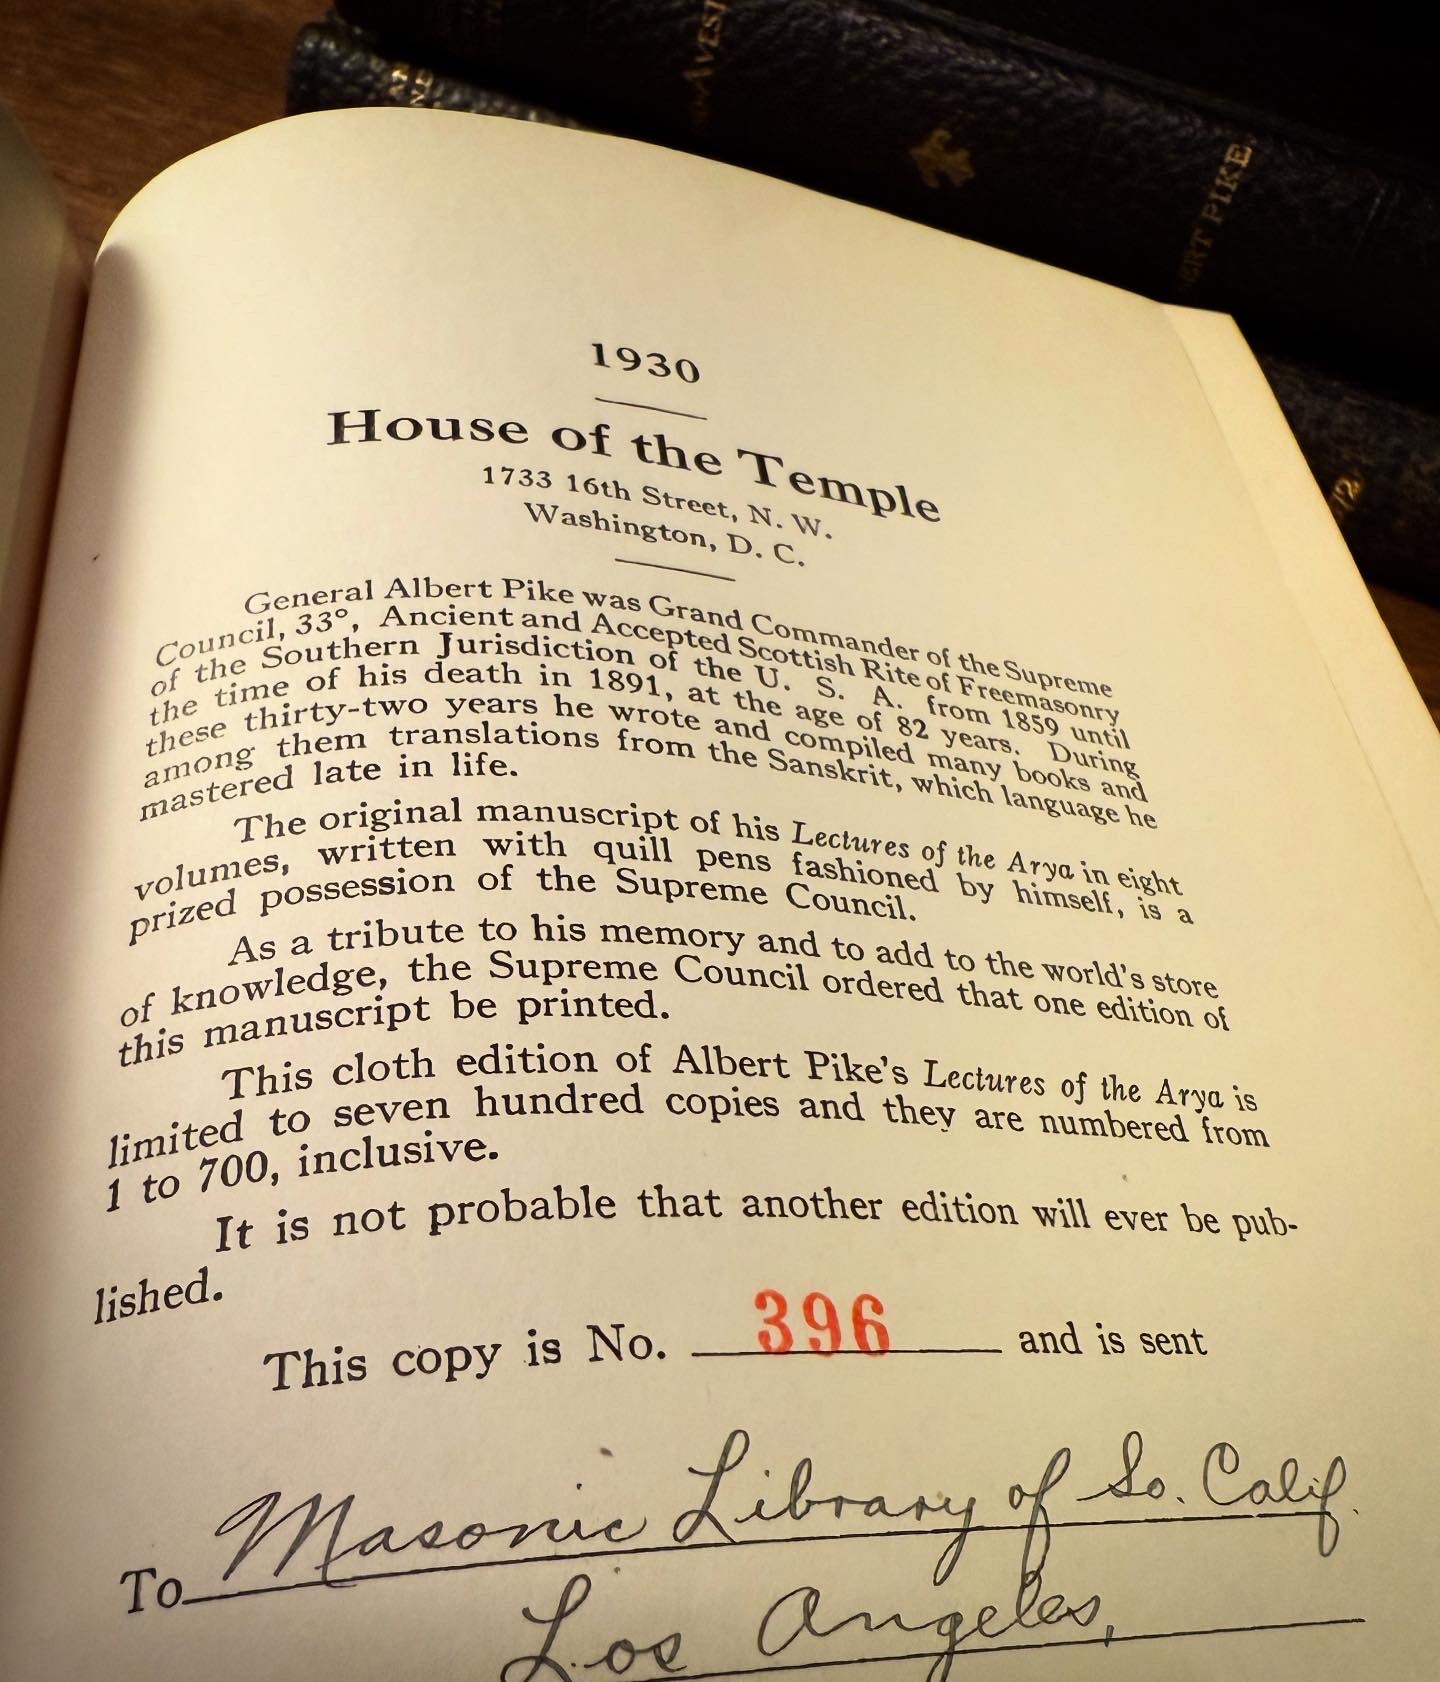 AVEST
ERT PIKE
1930
House of the Temple
1733 16th Street, N. W.
Washington, D. C.
General Albert Pike was Grand Commander of the Supreme
Council, 33°, Ancient and Accepted Scottish Rite of Freemasonry
of the Southern Jurisdiction of the U. S. A. from 1859 until
the time of his death in 1891, at the age of 82 years. During
these thirty-two years he wrote and compiled many books and
among them translations from the Sanskrit, which language he
mastered late in life.
The original manuscript of his Lectures of the Arya in eight
volumes, written with quill pens fashioned by himself, is a
prized possession of the Supreme Council.
As a tribute to his memory and to add to the world's store
of knowledge, the Supreme Council ordered that one edition of
this manuscript be printed.
This cloth edition of Albert Pike's Lectures of the Arya is
limited to seven hundred copies and they are numbered from
1 to 700, inclusive.
It is not probable that another edition will ever be pub-
lished.
This copy is No. 396 and is sent
To Masonic Library of So. Calif.
Los Angeles,